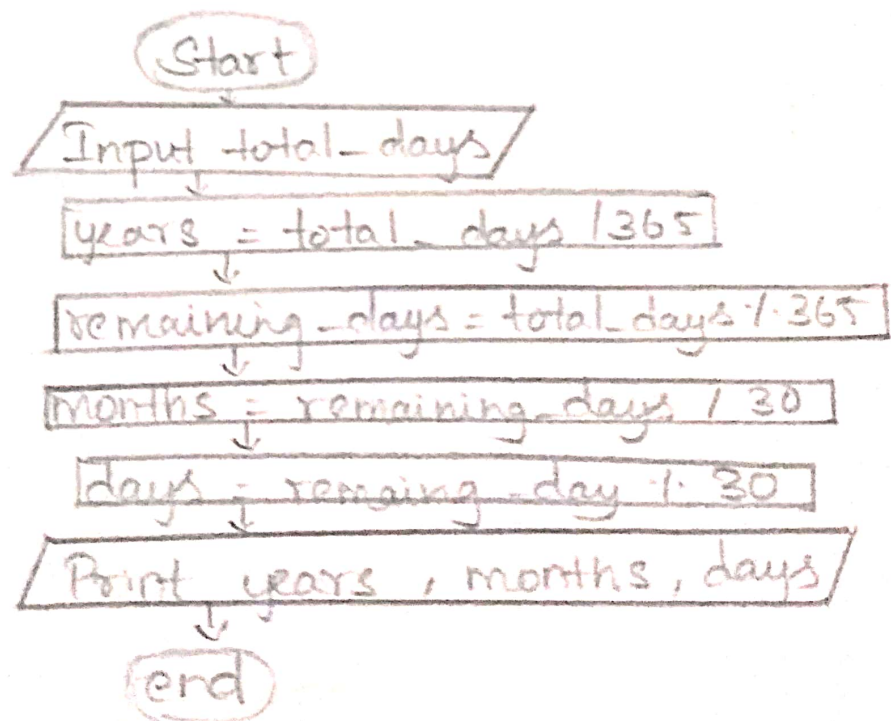 Start
Input total_days
years = total_days / 365
remaining_days = total_days % 365
months = remaining_days / 30
days = remaing_day % 30
Print years, months, days
end